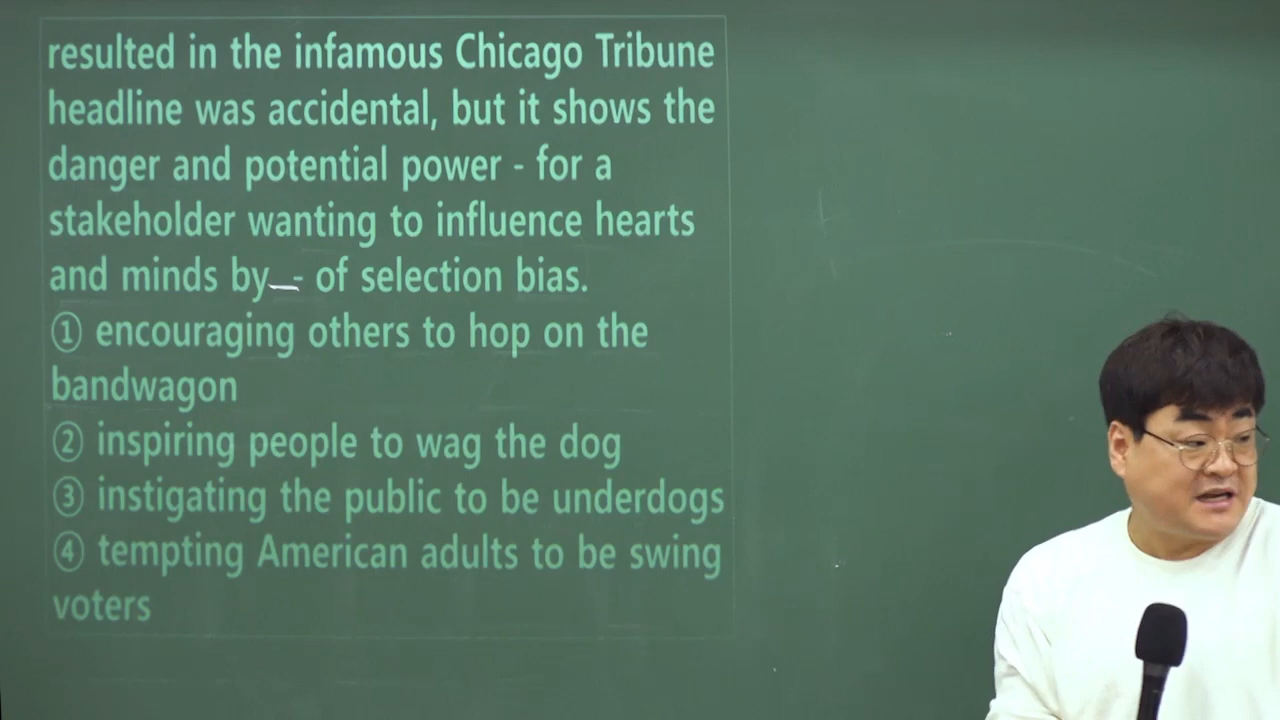 resulted in the infamous Chicago Tribune
headline was accidental, but it shows the
danger and potential power - for a
stakeholder wanting to influence hearts
and minds by_- of selection bias.
① encouraging others to hop on the
bandwagon
② inspiring people to wag the dog
③ instigating the public to be underdogs
④ tempting American adults to be swing
voters